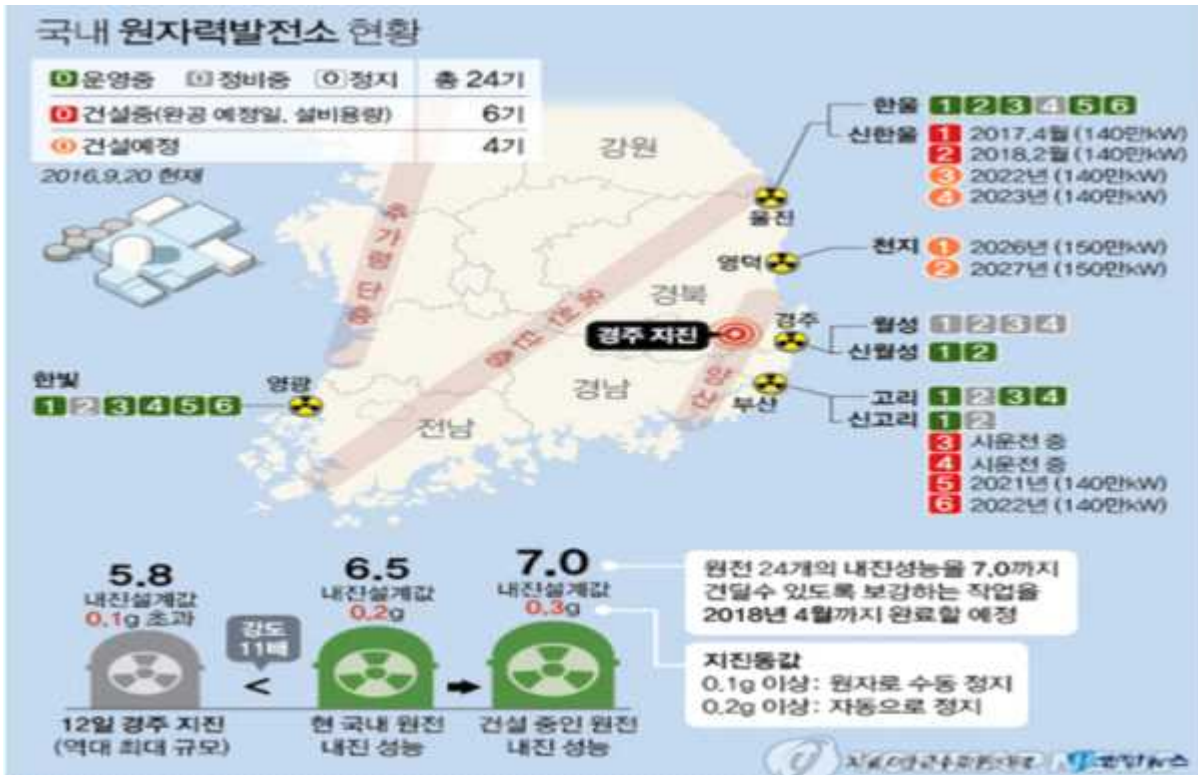 국내 원자력발전소 현황
0 운영중 0 정비중 0 정지 총 24기
0 건설중(완공 예정일, 설비용량) 6기
0 건설예정 4기
2016.9.20 현재
강원
추가령 단층
옥천 단층
양산
울진
영덕
경북
경주
경주 지진
경남
부산
전남
영광
한빛
1 2 3 4 5 6
한울 1 2 3 4 5 6
신한울 1 2017.4월 (140만kW)
2 2018.2월 (140만kW)
3 2022년 (140만kW)
4 2023년 (140만kW)
천지 1 2026년 (150만kW)
2 2027년 (150만kW)
월성 1 2 3 4
신월성 1 2
고리 1 2 3 4
신고리 1 2
3 시운전 중
4 시운전 중
5 2021년 (140만kW)
6 2022년 (140만kW)
5.8
내진설계값
0.1g 초과
강도
11배
<
12일 경주 지진
(역대 최대 규모)
6.5
내진설계값
0.2g
현 국내 원전
내진 성능
7.0
내진설계값
0.3g
건설 중인 원전
내진 성능
원전 24개의 내진성능을 7.0까지
견딜수 있도록 보강하는 작업을
2018년 4월까지 완료할 예정
지진동값
0.1g 이상: 원자로 수동 정지
0.2g 이상: 자동으로 정지